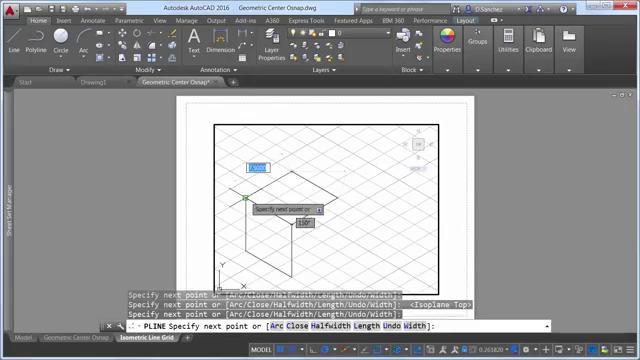 Autodesk AutoCAD 2016 Geometric Center Osnap.dwg
Type a keyword or phrase
D.Sanchez
Home Insert Annotate Parametric View Manage Output Add-ins A360 Express Tools Featured Apps BIM 360 Performance Layout
Line Polyline Circle Arc
Text Dimension
Layer Properties
0
Insert
Properties Groups Utilities Clipboard View
Draw Modify Annotation Layers Block
Start Drawing1 Geometric Center Osnap*
TOP
Specify next point or
150°
Sheet Set Manager
Y
X
Specify next point or [Arc/Close/Halfwidth/Length/Undo/Width]:
Specify next point or [Arc/Close/Halfwidth/Length/Undo/Width]: <Isoplane Top>
Specify next point or [Arc/Close/Halfwidth/Length/Undo/Width]:
PLINE Specify next point or [Arc Close Halfwidth Length Undo Width]:
Model Geometric Center Osnap Isometric Line Grid
MODEL 0.261820